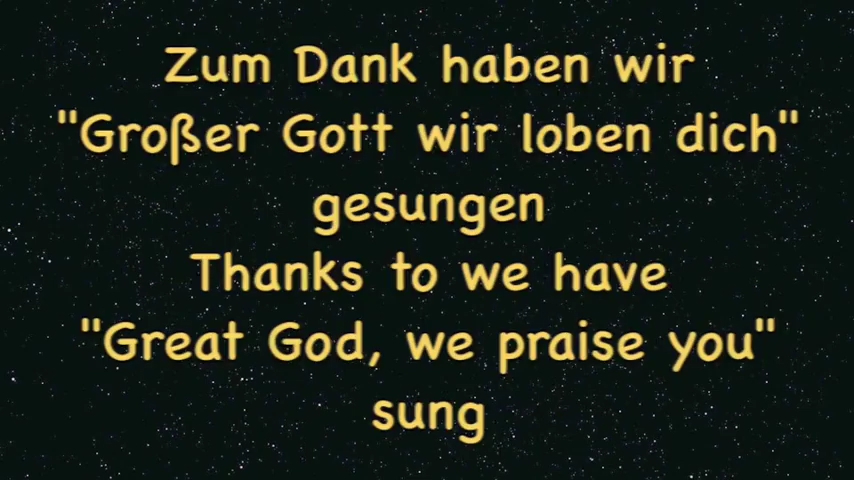 Zum Dank haben wir
"Großer Gott wir loben dich"
gesungen
Thanks to we have
"Great God, we praise you"
sung